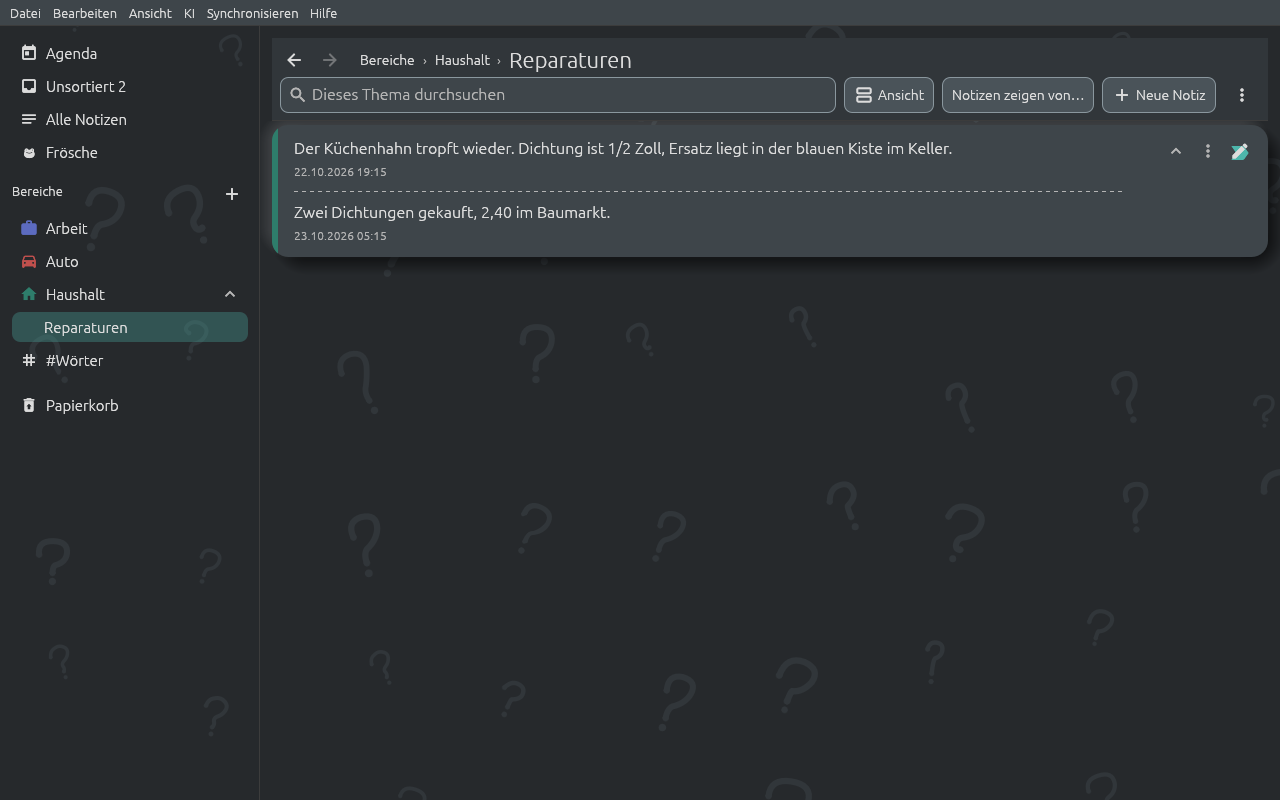 Datei Bearbeiten Ansicht KI Synchronisieren Hilfe
Agenda
Unsortiert 2
Alle Notizen
Frösche
Bereiche
Arbeit
Auto
Haushalt
Reparaturen
#Wörter
Papierkorb
Bereiche › Haushalt › Reparaturen
Dieses Thema durchsuchen
Ansicht
Notizen zeigen von...
Neue Notiz
Der Küchenhahn tropft wieder. Dichtung ist 1/2 Zoll, Ersatz liegt in der blauen Kiste im Keller.
22.10.2026 19:15
Zwei Dichtungen gekauft, 2,40 im Baumarkt.
23.10.2026 05:15